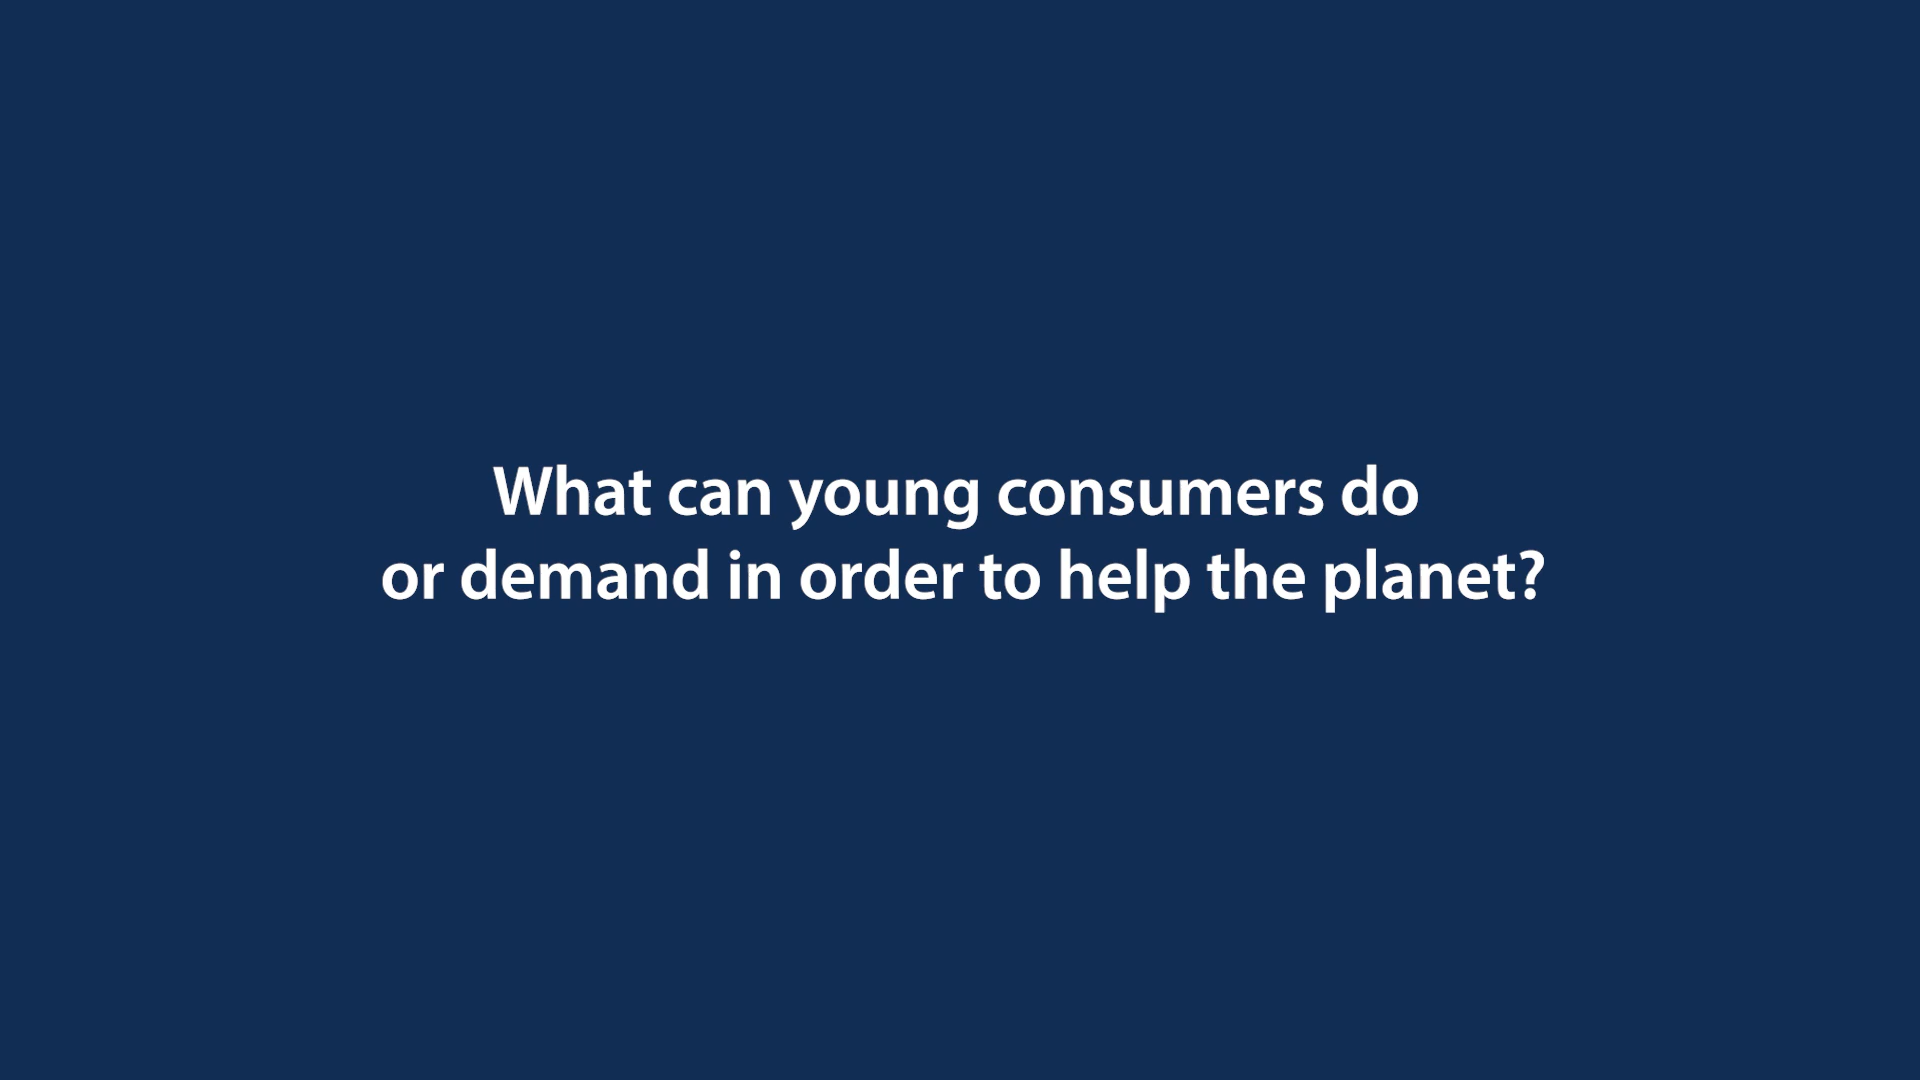 What can young consumers do
or demand in order to help the planet?